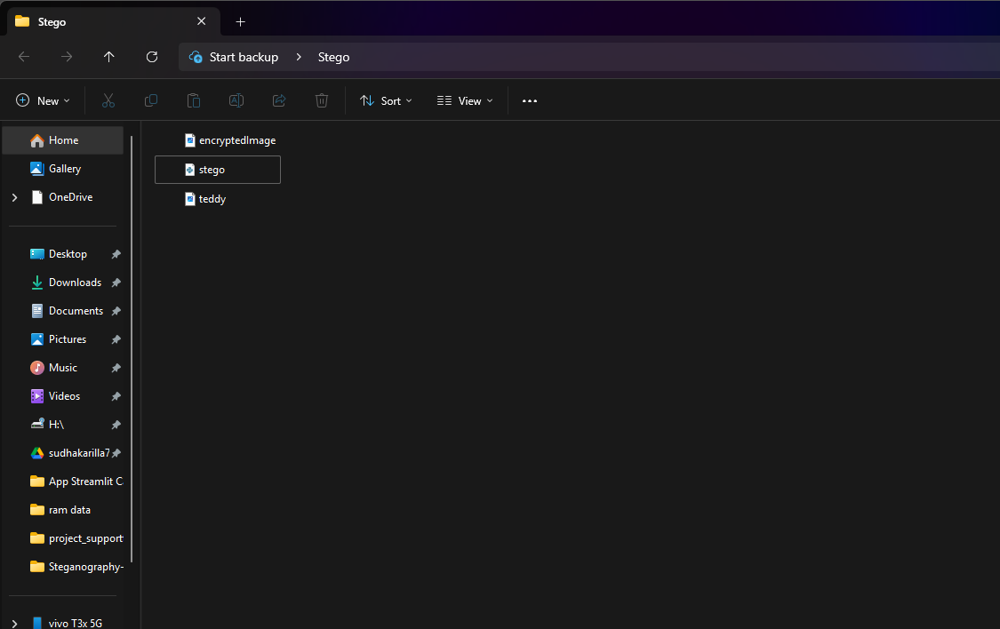 Stego
Start backup > Stego
New
Sort
View
Home
Gallery
OneDrive
Desktop
Downloads
Documents
Pictures
Music
Videos
H:\
sudhakarilla7
App Streamlit C
ram data
project_support
Steganography-
vivo T3x 5G
encryptedImage
stego
teddy